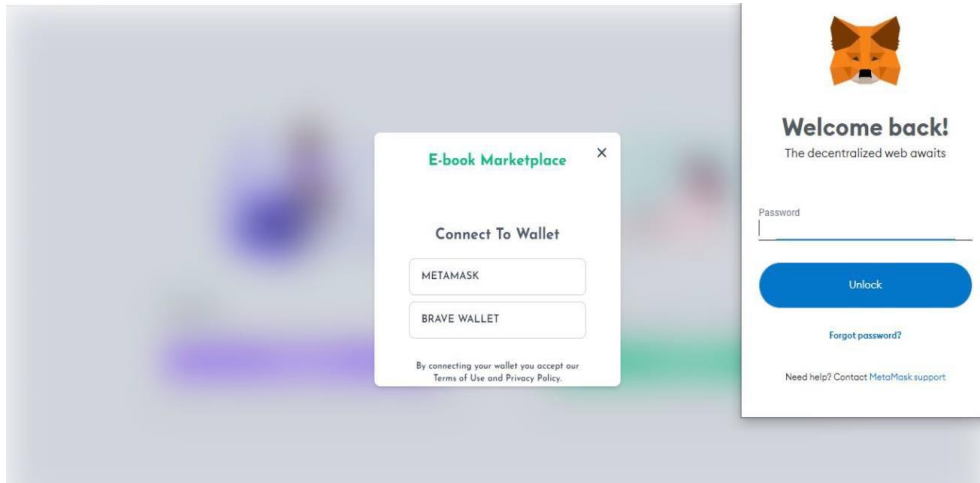 E-book Marketplace
Connect To Wallet
METAMASK
BRAVE WALLET
By connecting your wallet you accept our
Terms of Use and Privacy Policy.
Welcome back!
The decentralized web awaits
Password
Unlock
Forgot password?
Need help? Contact MetaMask support